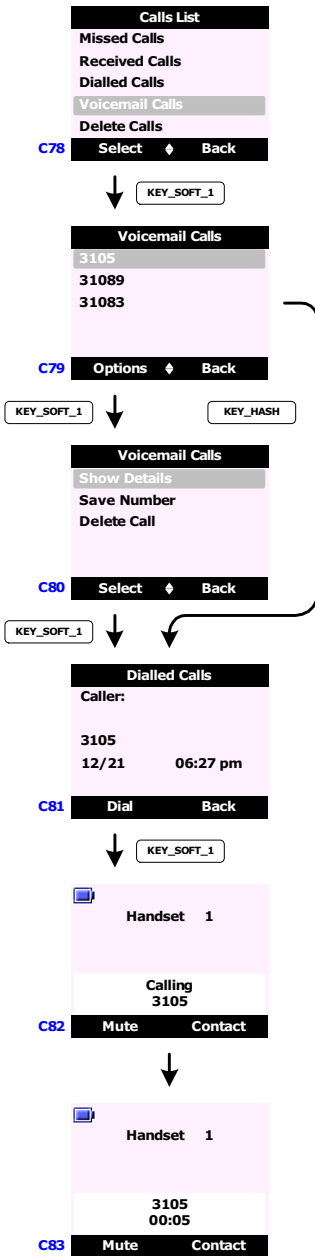 Calls List
Missed Calls
Received Calls
Dialled Calls
Voicemail Calls
Delete Calls
C78 Select Back
KEY_SOFT_1
Voicemail Calls
3105
31089
31083
C79 Options Back
KEY_SOFT_1 KEY_HASH
Voicemail Calls
Show Details
Save Number
Delete Call
C80 Select Back
KEY_SOFT_1
Dialled Calls
Caller:
3105
12/21 06:27 pm
C81 Dial Back
KEY_SOFT_1
Handset 1
Calling
3105
C82 Mute Contact
Handset 1
3105
00:05
C83 Mute Contact